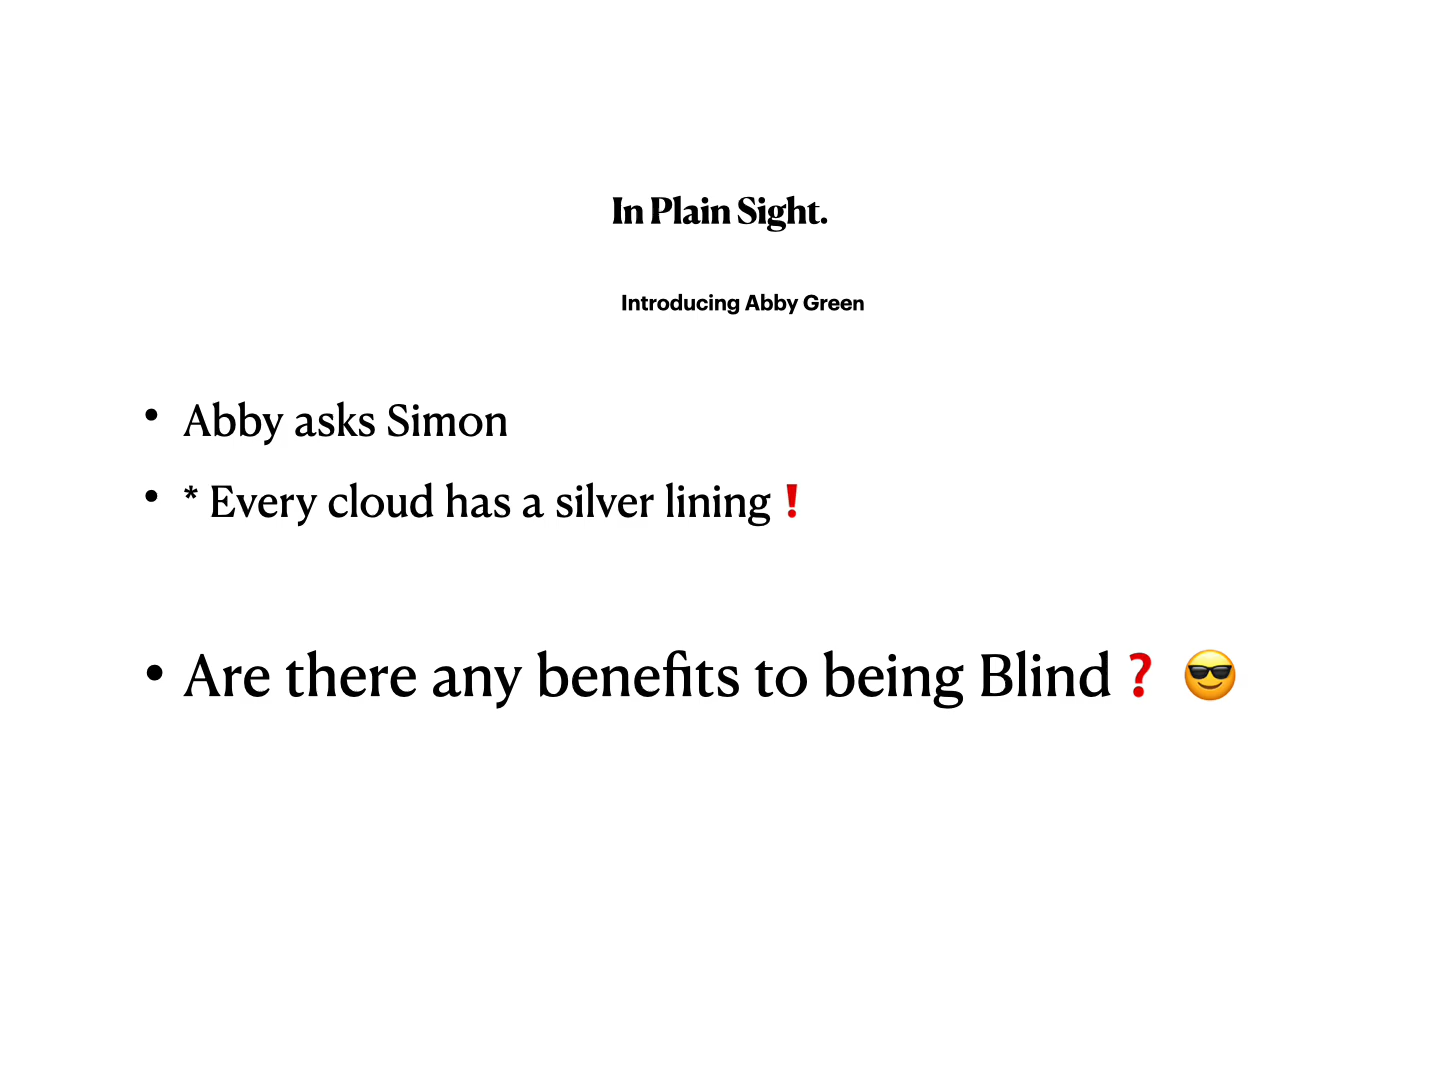 In Plain Sight.
Introducing Abby Green
• Abby asks Simon
• * Every cloud has a silver lining❗
• Are there any benefits to being Blind❓ 😎